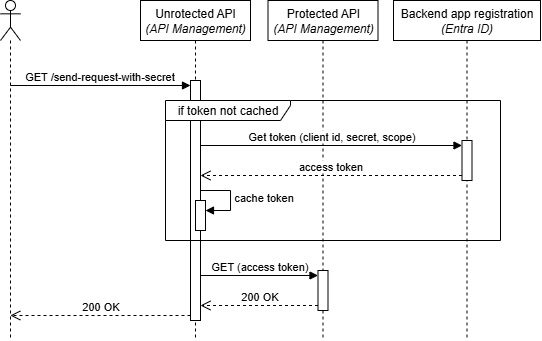 Unrotected API
(API Management)
Protected API
(API Management)
Backend app registration
(Entra ID)
GET /send-request-with-secret
if token not cached
Get token (client id, secret, scope)
access token
cache token
GET (access token)
200 OK
200 OK